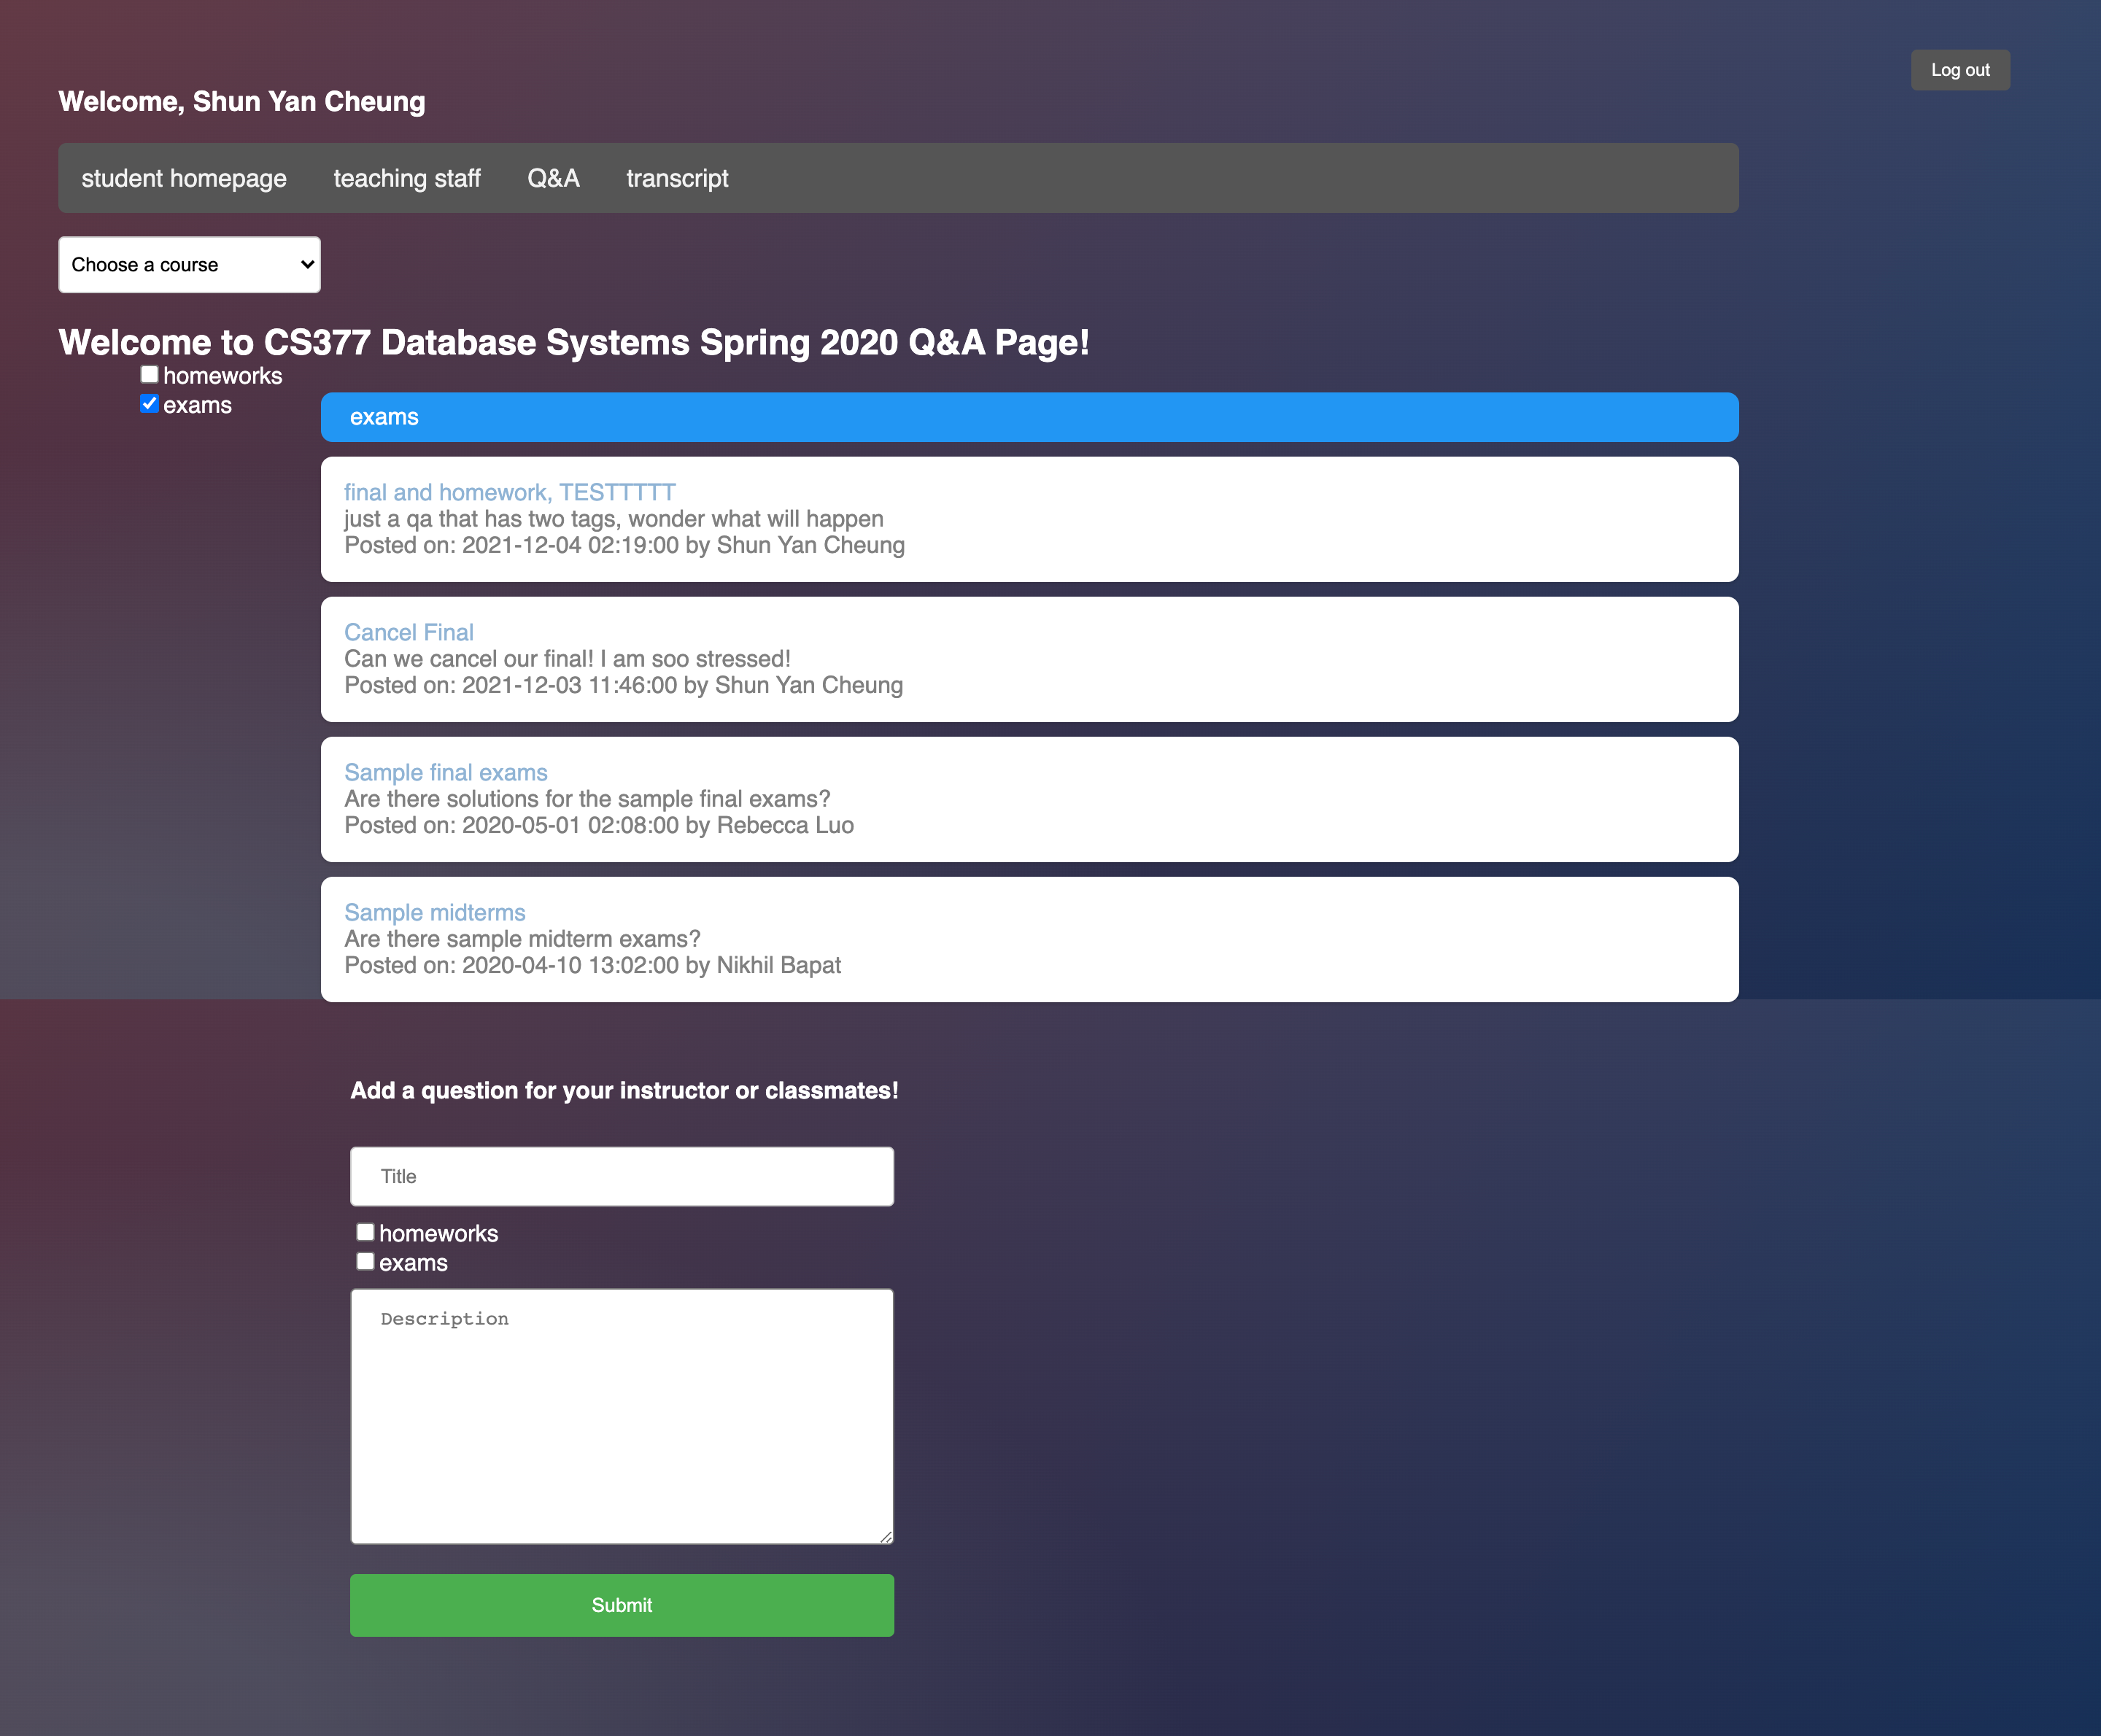 Log out
Welcome, Shun Yan Cheung
student homepage teaching staff Q&A transcript
Choose a course
Welcome to CS377 Database Systems Spring 2020 Q&A Page!
homeworks
exams
exams
final and homework, TESTTTTT
just a qa that has two tags, wonder what will happen
Posted on: 2021-12-04 02:19:00 by Shun Yan Cheung
Cancel Final
Can we cancel our final! I am soo stressed!
Posted on: 2021-12-03 11:46:00 by Shun Yan Cheung
Sample final exams
Are there solutions for the sample final exams?
Posted on: 2020-05-01 02:08:00 by Rebecca Luo
Sample midterms
Are there sample midterm exams?
Posted on: 2020-04-10 13:02:00 by Nikhil Bapat
Add a question for your instructor or classmates!
Title
homeworks
exams
Description
Submit